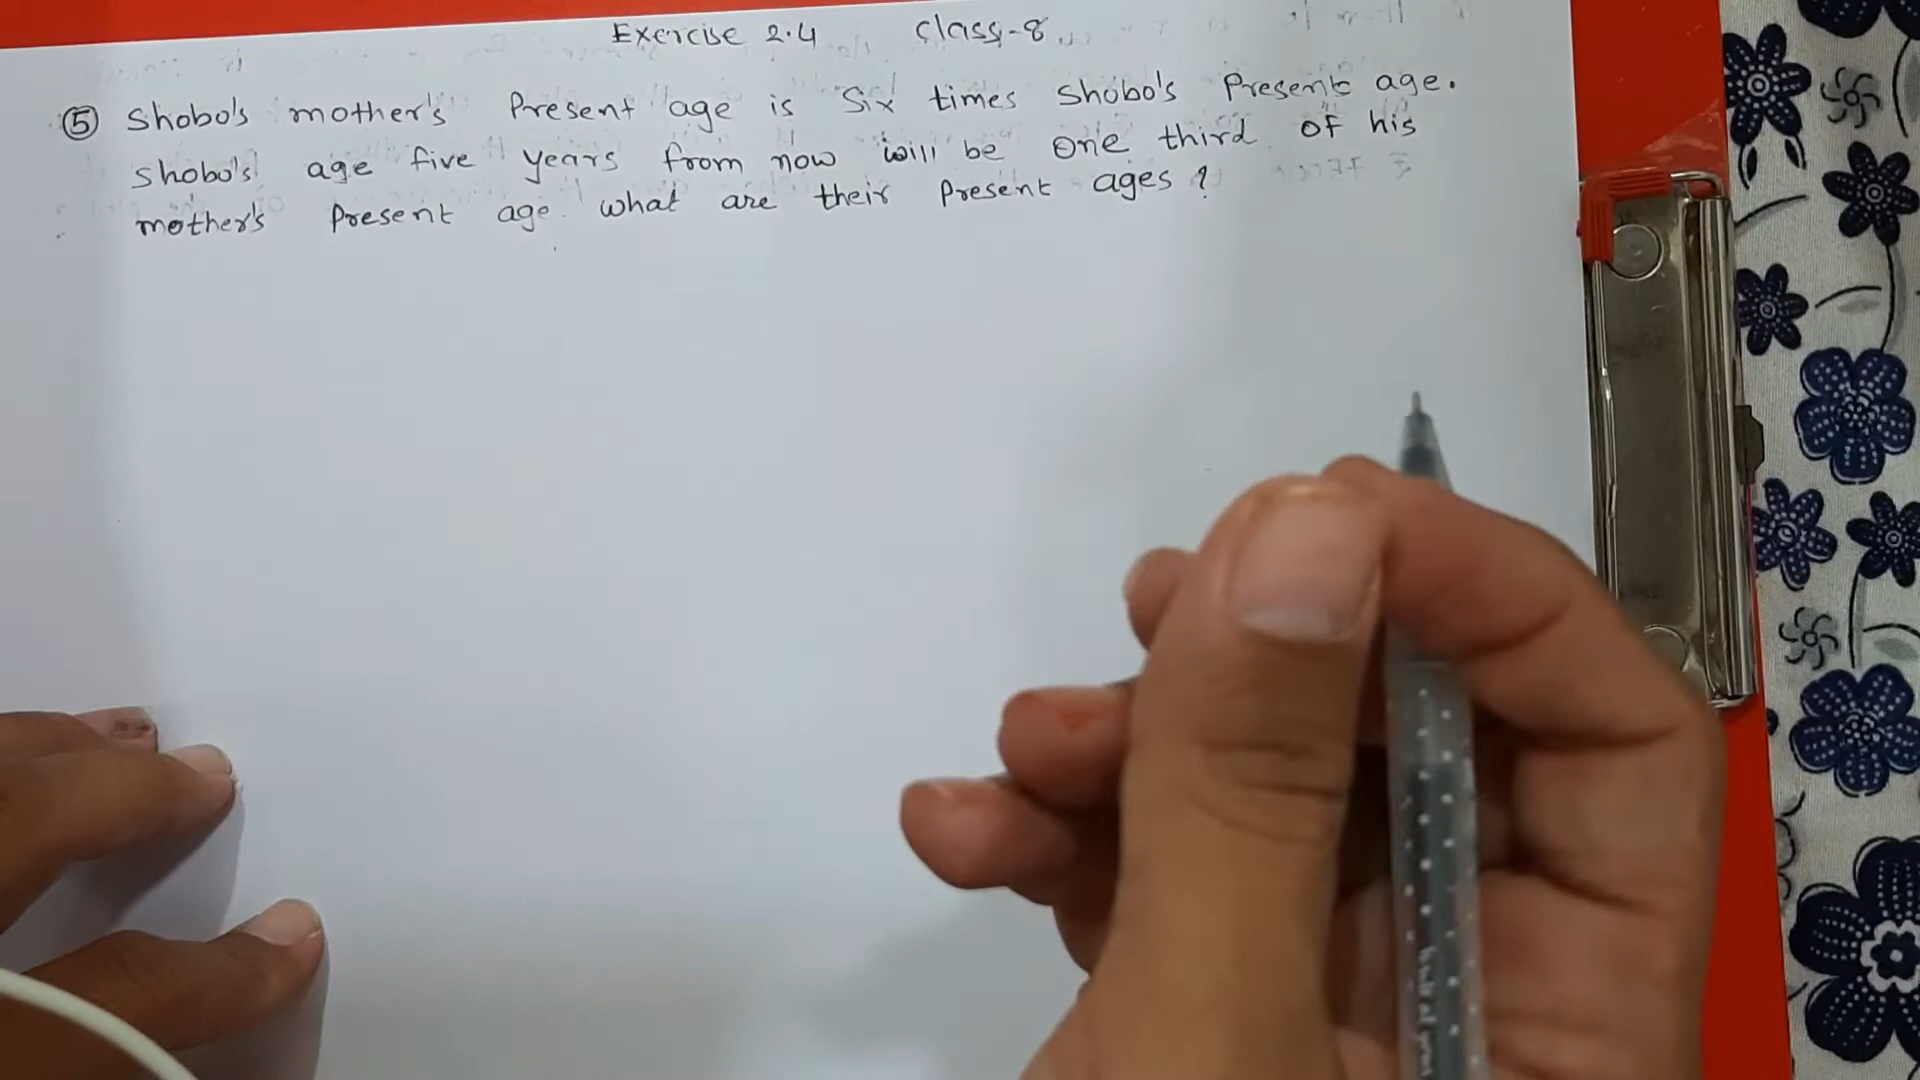 Exercise 2.4 Class-8
⑤ Shobo's mother's Present age is Six times Shobo's Present age.
Shobo's age five years from now will be one third of his
mother's Present age. What are their Present ages?